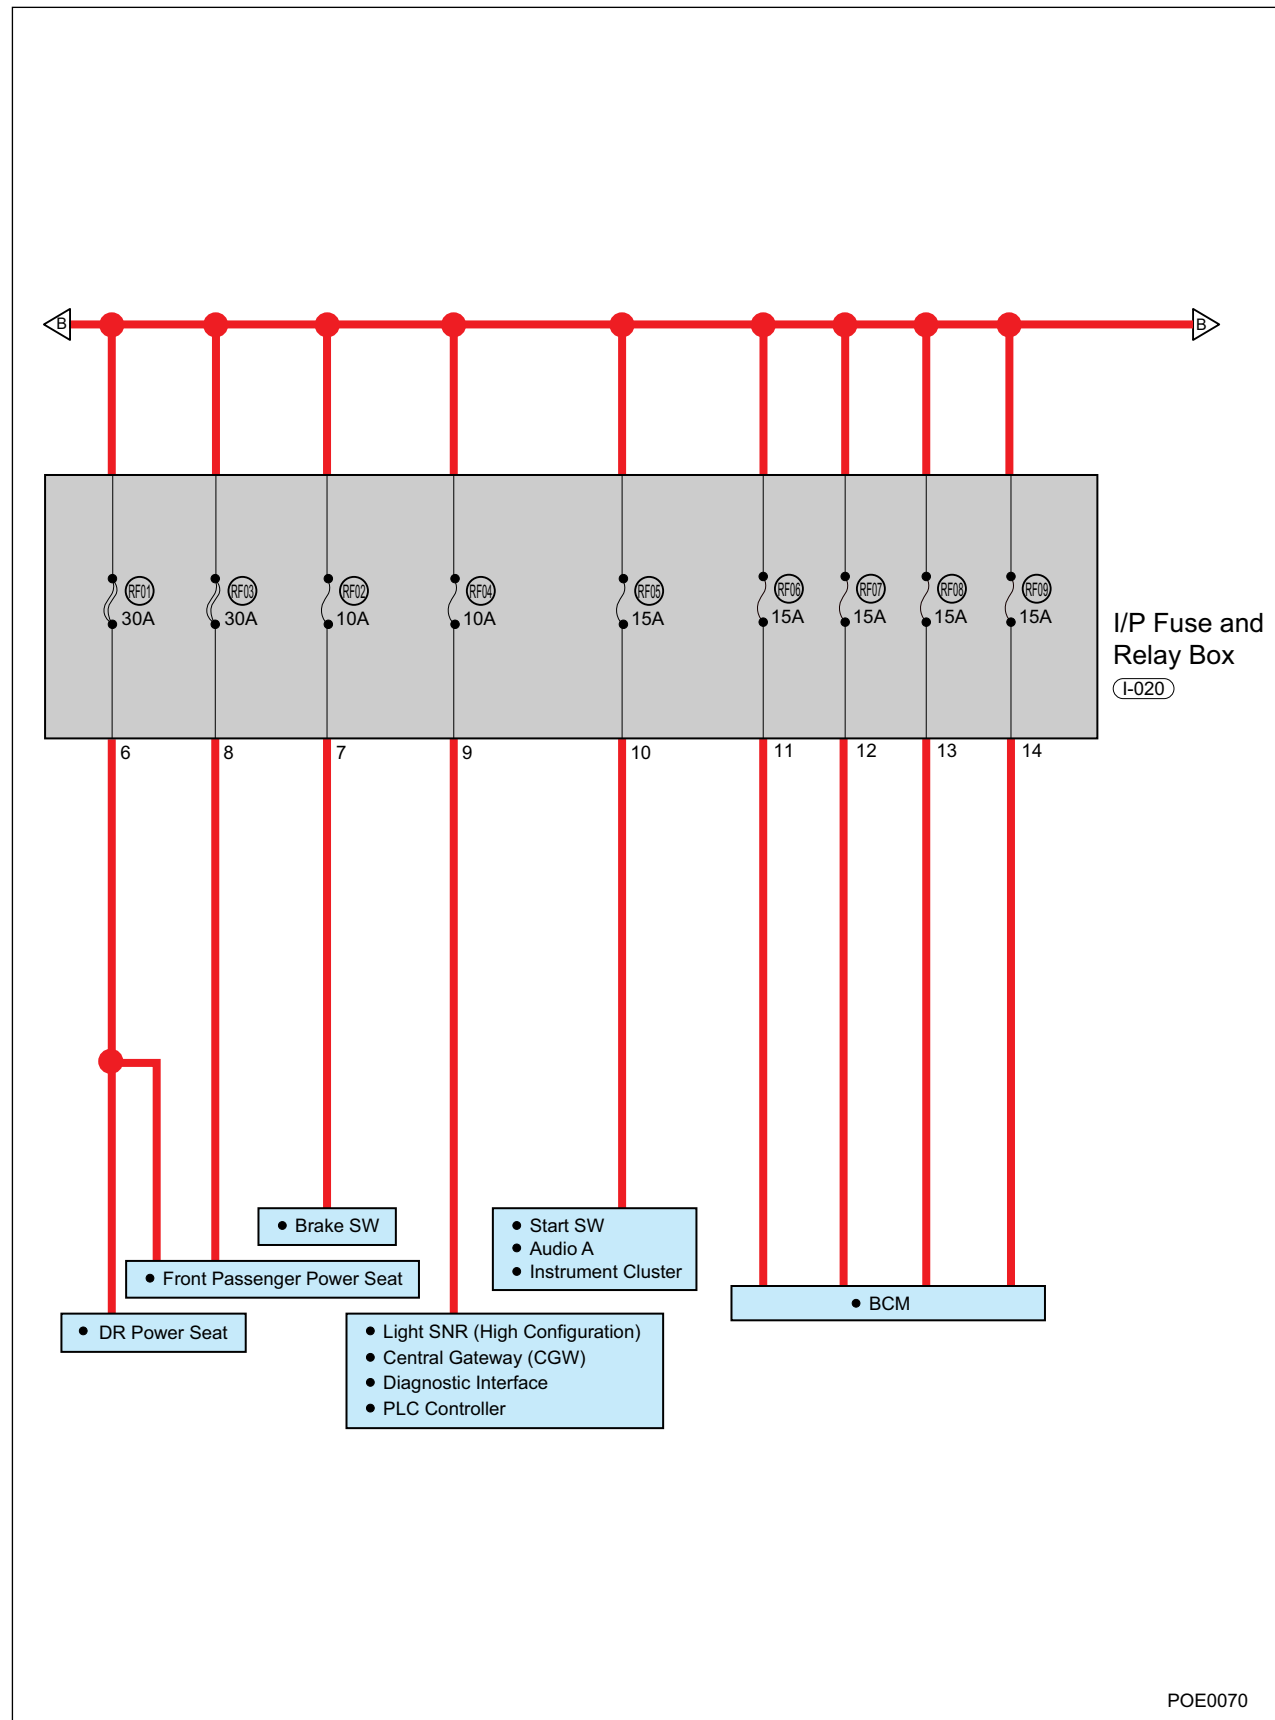 B
B
RF01
RF03
RF02
RF04
RF05
RF06
RF07
RF08
RF09
30A
30A
10A
10A
15A
15A
15A
15A
15A
I/P Fuse and
Relay Box
I-020
6
8
7
9
10
11
12
13
14
● Brake SW
● Start SW
● Audio A
● Instrument Cluster
● Front Passenger Power Seat
● BCM
● DR Power Seat
● Light SNR (High Configuration)
● Central Gateway (CGW)
● Diagnostic Interface
● PLC Controller
POE0070